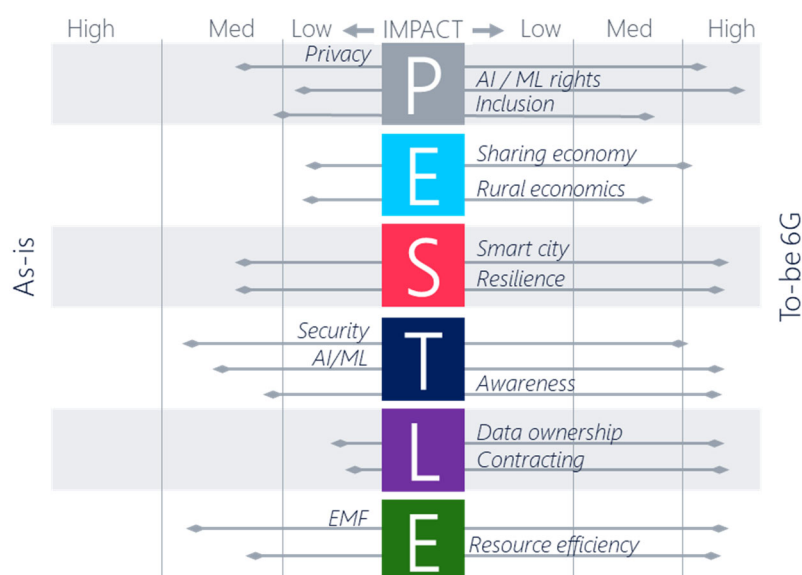 High Med Low IMPACT Low Med High
Privacy
P
AI / ML rights
Inclusion
E
Sharing economy
Rural economics
As-is
S
Smart city
Resilience
To-be 6G
Security
T
AI/ML
Awareness
L
Data ownership
Contracting
EMF
E
Resource efficiency